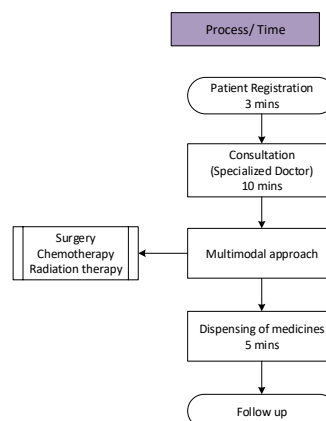 Process/ Time
Patient Registration
3 mins
Consultation
(Specialized Doctor)
10 mins
Surgery
Chemotherapy
Radiation therapy
Multimodal approach
Dispensing of medicines
5 mins
Follow up